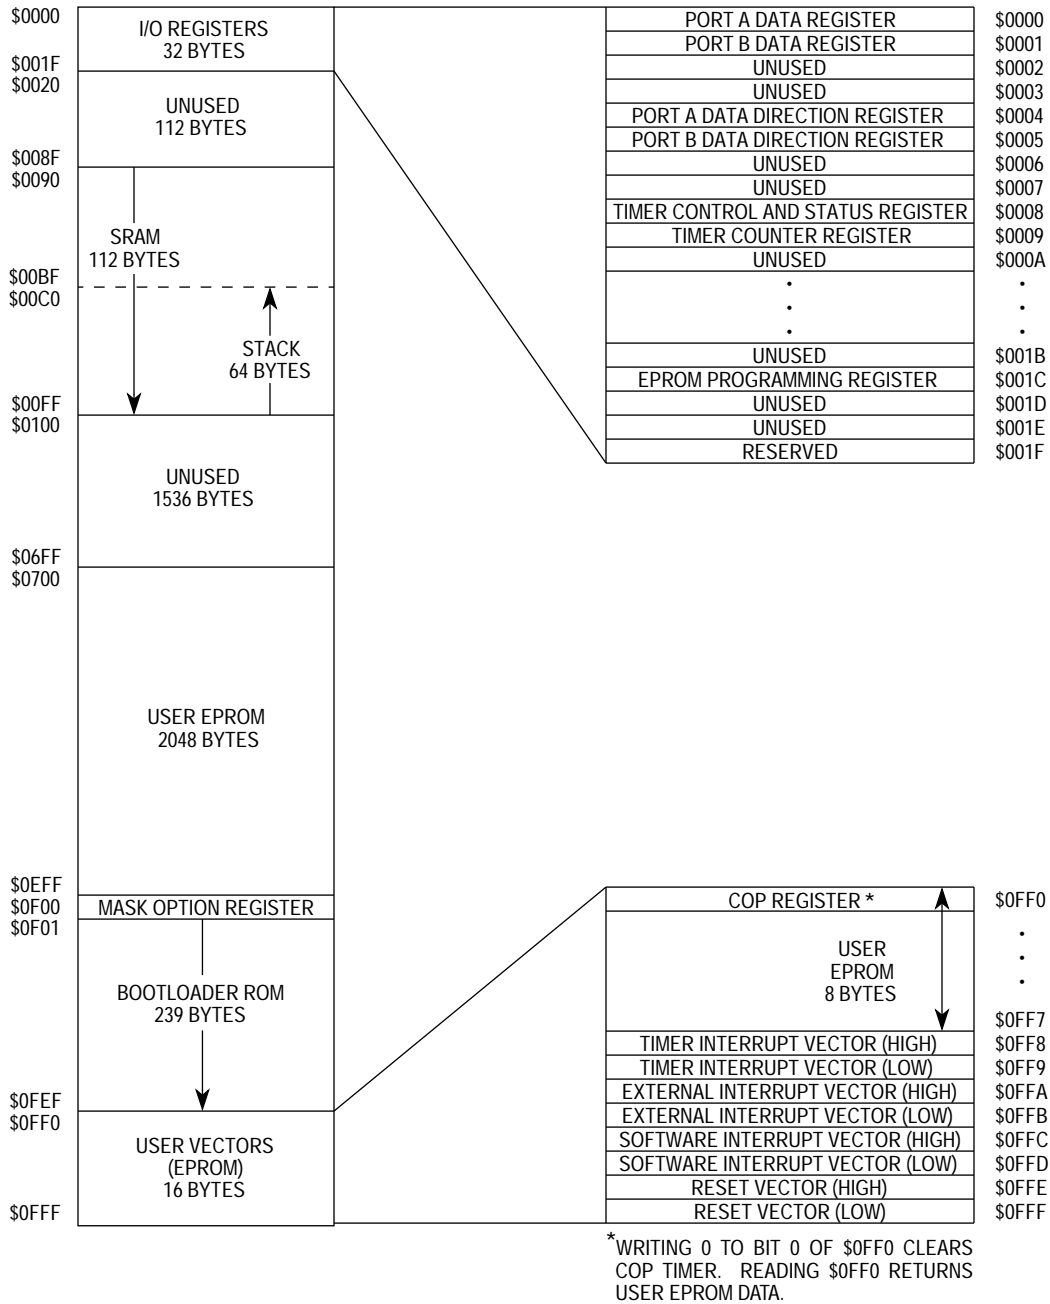 $0000
I/O REGISTERS
32 BYTES
$001F
$0020
UNUSED
112 BYTES
$008F
$0090
SRAM
112 BYTES
$00BF
$00C0
STACK
64 BYTES
$00FF
$0100
UNUSED
1536 BYTES
$06FF
$0700
USER EPROM
2048 BYTES
$0EFF
$0F00 MASK OPTION REGISTER
$0F01
BOOTLOADER ROM
239 BYTES
$0FEF
$0FF0
USER VECTORS
(EPROM)
16 BYTES
$0FFF
PORT A DATA REGISTER $0000
PORT B DATA REGISTER $0001
UNUSED $0002
UNUSED $0003
PORT A DATA DIRECTION REGISTER $0004
PORT B DATA DIRECTION REGISTER $0005
UNUSED $0006
UNUSED $0007
TIMER CONTROL AND STATUS REGISTER $0008
TIMER COUNTER REGISTER $0009
UNUSED $000A
• •
• •
• •
UNUSED $001B
EPROM PROGRAMMING REGISTER $001C
UNUSED $001D
UNUSED $001E
RESERVED $001F
COP REGISTER * $0FF0
•
•
•
USER
EPROM
8 BYTES
$0FF7
TIMER INTERRUPT VECTOR (HIGH) $0FF8
TIMER INTERRUPT VECTOR (LOW) $0FF9
EXTERNAL INTERRUPT VECTOR (HIGH) $0FFA
EXTERNAL INTERRUPT VECTOR (LOW) $0FFB
SOFTWARE INTERRUPT VECTOR (HIGH) $0FFC
SOFTWARE INTERRUPT VECTOR (LOW) $0FFD
RESET VECTOR (HIGH) $0FFE
RESET VECTOR (LOW) $0FFF
*WRITING 0 TO BIT 0 OF $0FF0 CLEARS
COP TIMER. READING $0FF0 RETURNS
USER EPROM DATA.